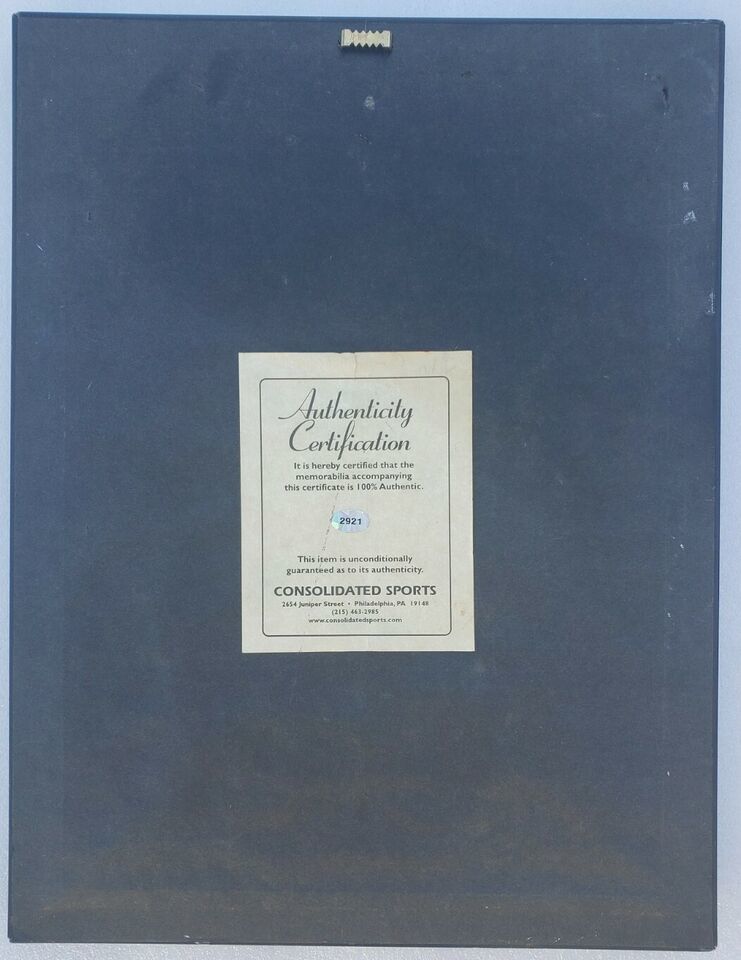 Authenticity
Certification
It is hereby certified that the
memorabilia accompanying
this certificate is 100% Authentic.
2921
This item is unconditionally
guaranteed as to its authenticity.
CONSOLIDATED SPORTS
2654 Juniper Street • Philadelphia, PA 19148
(215) 463-2985
www.consolidatedsports.com